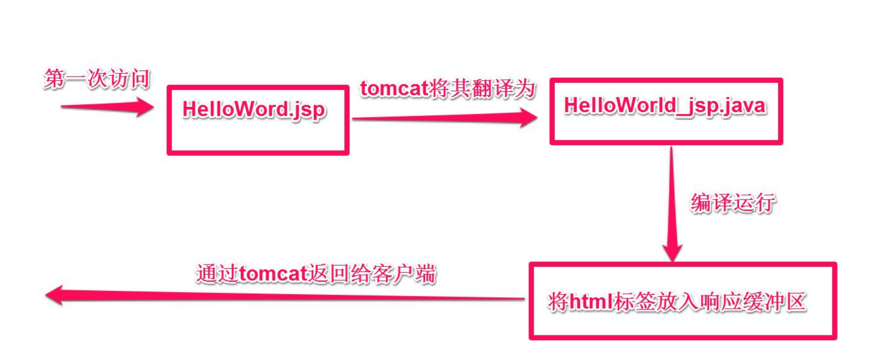 第一次访问
HelloWord.jsp
tomcat将其翻译为
HelloWorld_jsp.java
编译运行
将html标签放入响应缓冲区
通过tomcat返回给客户端